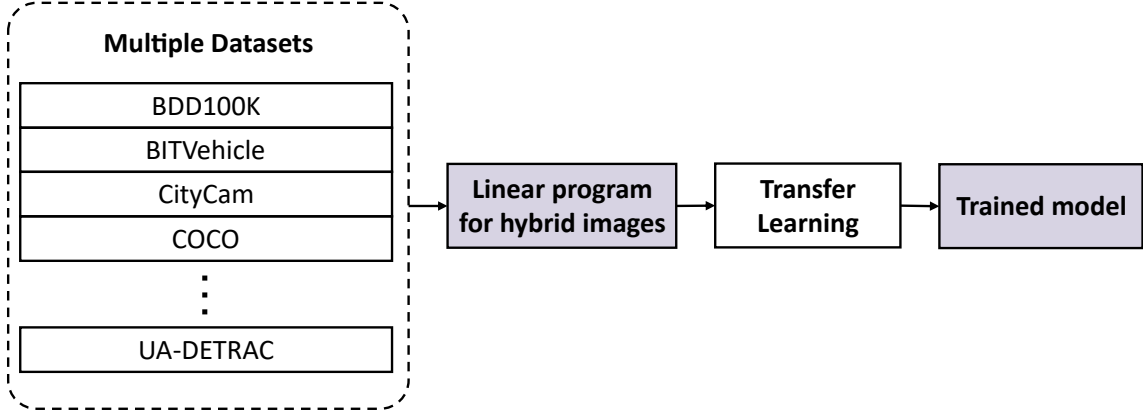 Multiple Datasets
BDD100K
BITVehicle
CityCam
COCO
UA-DETRAC
Linear program
for hybrid images
Transfer
Learning
Trained model